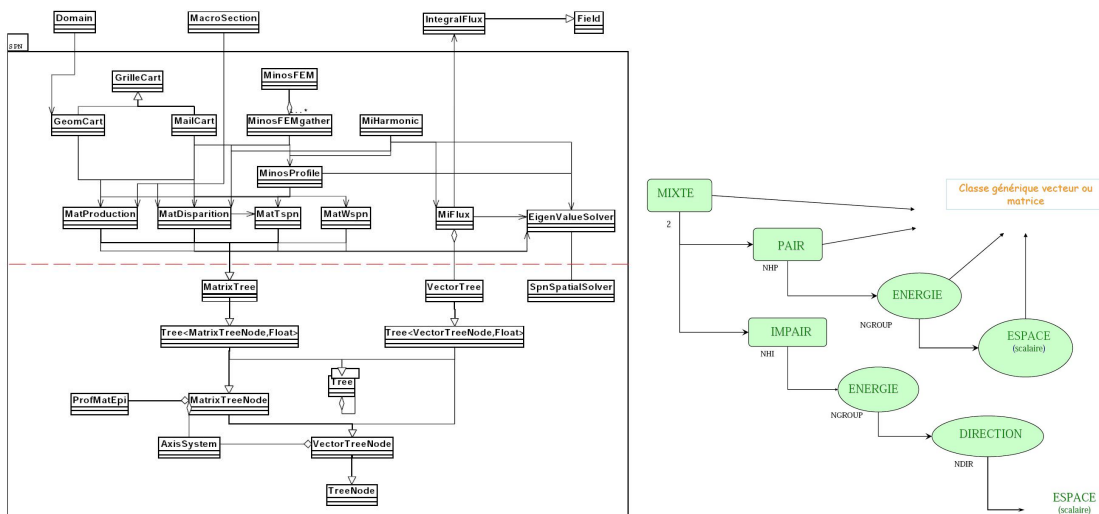 Domain
MacroSection
IntegralFlux
Field
SPN
GrilleCart
MinosFEM
GeomCart
MailCart
MinosFEMgather
MiHarmonic
MinosProfile
MatProduction
MatDisparition
MatTspn
MatWspn
MiFlux
EigenValueSolver
MatrixTree
VectorTree
SpnSpatialSolver
Tree<MatrixTreeNode,Float>
Tree<VectorTreeNode,Float>
Tree
ProfMatEpi
MatrixTreeNode
AxisSystem
VectorTreeNode
TreeNode
Classe générique vecteur ou
matrice
MIXTE
2
PAIR
NHP
ENERGIE
NGROUP
IMPAIR
NHI
ESPACE
(scalaire)
ENERGIE
NGROUP
DIRECTION
NDIR
ESPACE
(scalaire)